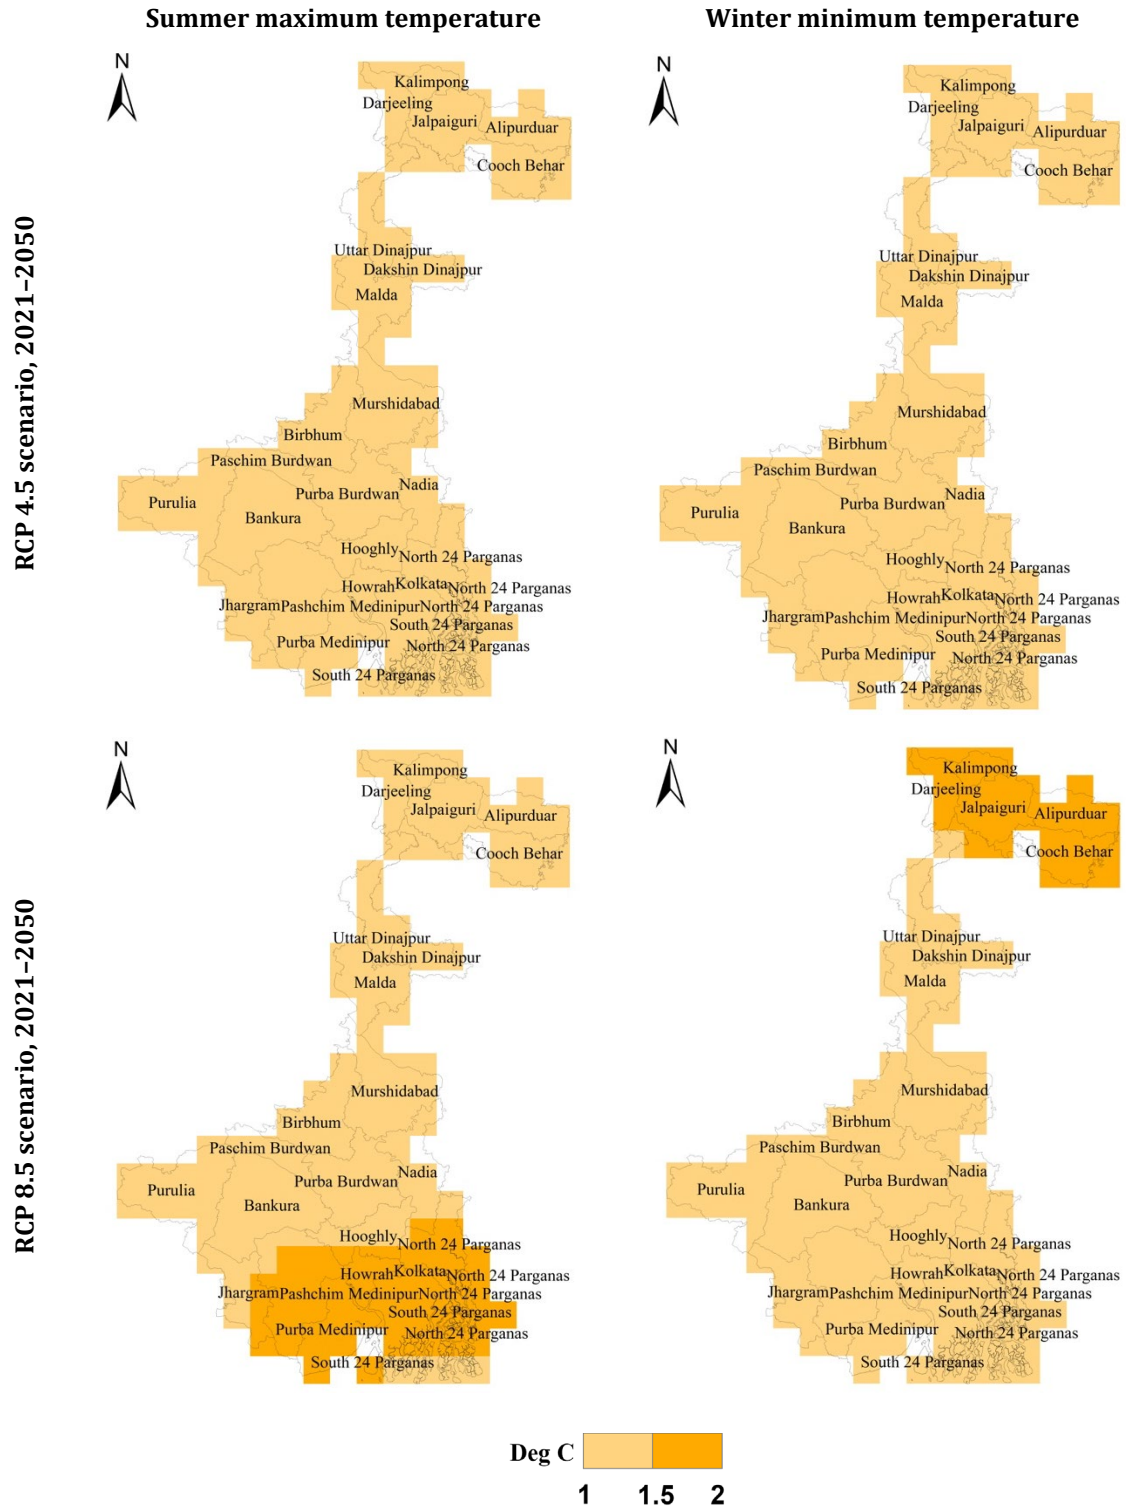 Summer maximum temperature
Winter minimum temperature
RCP 4.5 scenario, 2021–2050
N
Kalimpong
Darjeeling
Jalpaiguri
Alipurduar
Cooch Behar
Uttar Dinajpur
Dakshin Dinajpur
Malda
Murshidabad
Birbhum
Paschim Burdwan
Nadia
Purba Burdwan
Purulia
Bankura
Hooghly
North 24 Parganas
Howrah
Kolkata
North 24 Parganas
Jhargram
Pashchim Medinipur
North 24 Parganas
South 24 Parganas
Purba Medinipur
North 24 Parganas
South 24 Parganas
N
Kalimpong
Darjeeling
Jalpaiguri
Alipurduar
Cooch Behar
Uttar Dinajpur
Dakshin Dinajpur
Malda
Murshidabad
Birbhum
Paschim Burdwan
Nadia
Purba Burdwan
Purulia
Bankura
Hooghly
North 24 Parganas
Howrah
Kolkata
North 24 Parganas
Jhargram
Pashchim Medinipur
North 24 Parganas
South 24 Parganas
Purba Medinipur
North 24 Parganas
South 24 Parganas
RCP 8.5 scenario, 2021–2050
N
Kalimpong
Darjeeling
Jalpaiguri
Alipurduar
Cooch Behar
Uttar Dinajpur
Dakshin Dinajpur
Malda
Murshidabad
Birbhum
Paschim Burdwan
Nadia
Purba Burdwan
Purulia
Bankura
Hooghly
North 24 Parganas
Howrah
Kolkata
North 24 Parganas
Jhargram
Pashchim Medinipur
North 24 Parganas
South 24 Parganas
Purba Medinipur
North 24 Parganas
South 24 Parganas
N
Kalimpong
Darjeeling
Jalpaiguri
Alipurduar
Cooch Behar
Uttar Dinajpur
Dakshin Dinajpur
Malda
Murshidabad
Birbhum
Paschim Burdwan
Nadia
Purba Burdwan
Purulia
Bankura
Hooghly
North 24 Parganas
Howrah
Kolkata
North 24 Parganas
Jhargram
Pashchim Medinipur
North 24 Parganas
South 24 Parganas
Purba Medinipur
North 24 Parganas
South 24 Parganas
Deg C
1 1.5 2